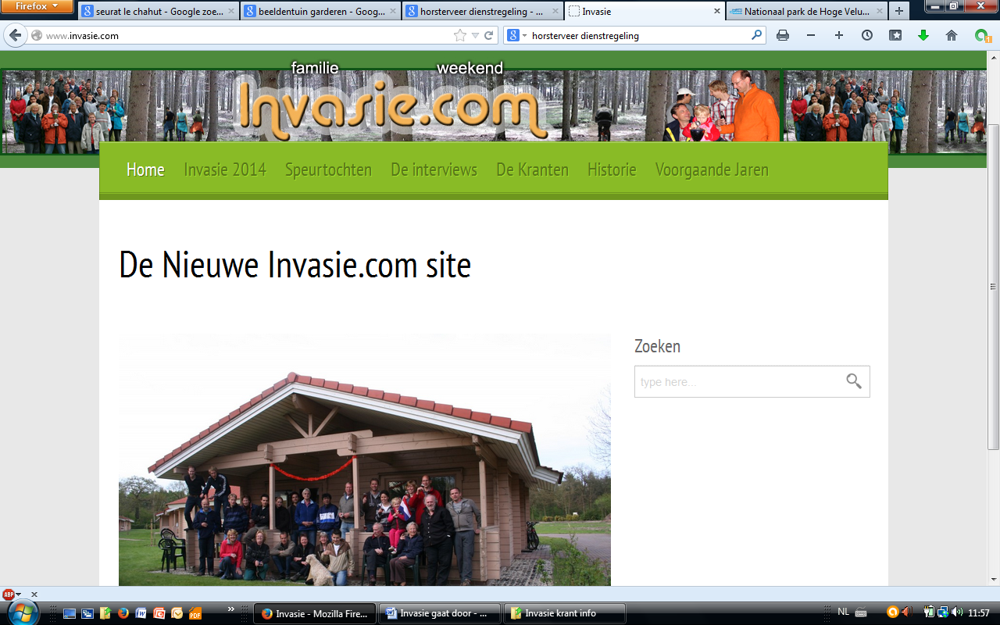 Firefox
seurat le chahut - Google zoe...
beeldentuin garderen - Goog...
horsterveer dienstregeling - ...
Invasie
Nationaal park de Hoge Velu...
www.invasie.com
horsterveer dienstregeling
1
familie weekend
Invasie.com
Home Invasie 2014 Speurtochten De interviews De Kranten Historie Voorgaande Jaren
De Nieuwe Invasie.com site
Zoeken
type here...
ABP
PDF
»
Invasie - Mozilla Fire...
Invasie gaat door - ...
Invasie krant info
NL
11:57